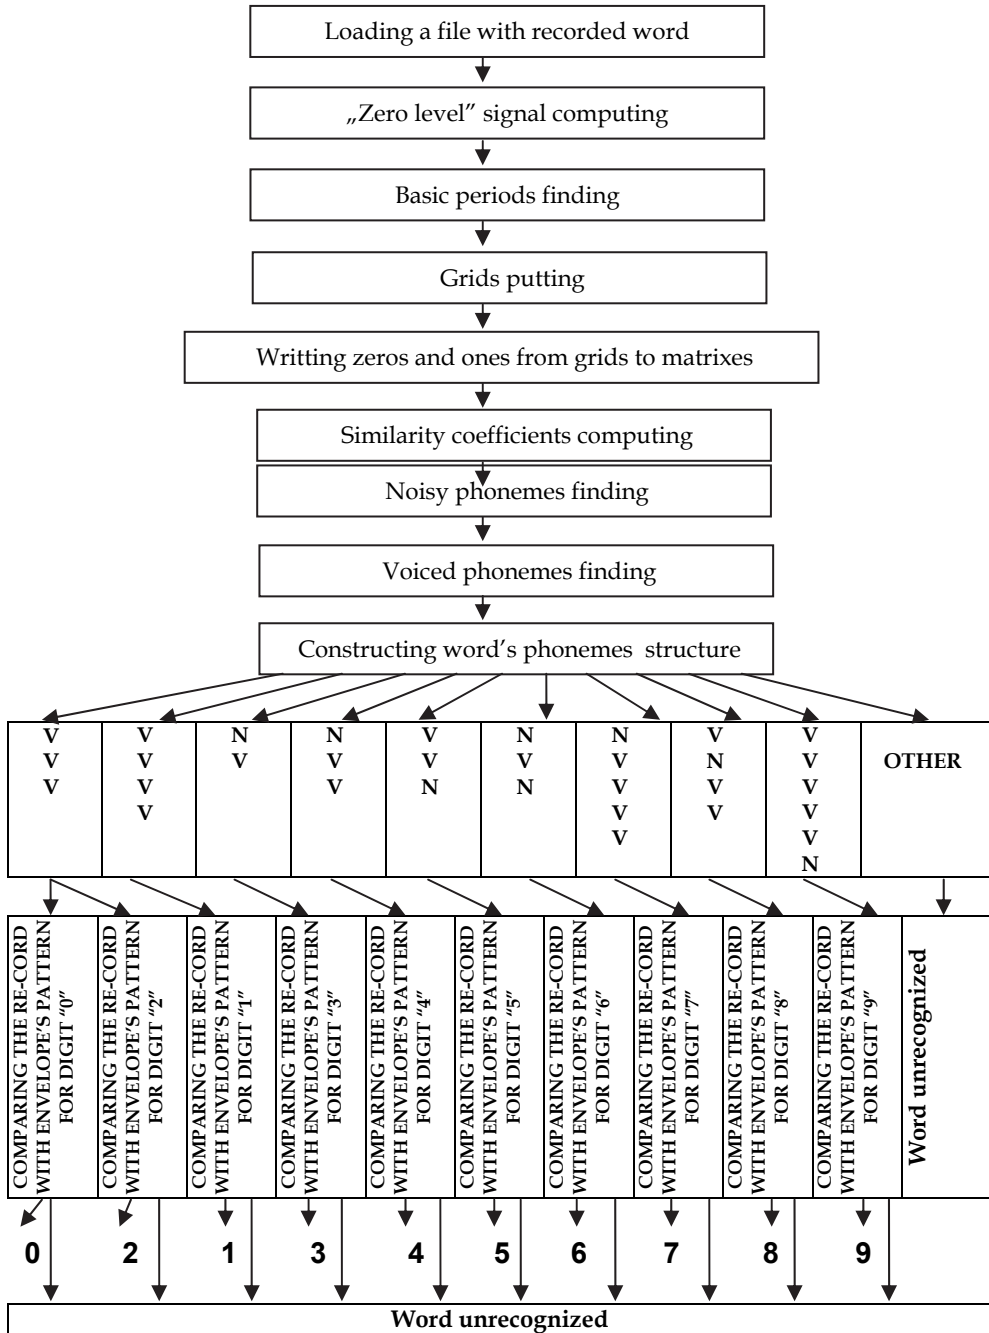 Loading a file with recorded word
„Zero level” signal computing
Basic periods finding
Grids putting
Writting zeros and ones from grids to matrixes
Similarity coefficients computing
Noisy phonemes finding
Voiced phonemes finding
Constructing word’s phonemes structure
V
V
V
V
V
V
V
N
V
N
V
V
V
V
N
N
V
N
N
V
V
V
V
V
N
V
V
V
V
V
V
V
N
OTHER
COMPARING THE RE-CORD
WITH ENVELOPE’S PATTERN
FOR DIGIT “0”
COMPARING THE RE-CORD
WITH ENVELOPE’S PATTERN
FOR DIGIT “2”
COMPARING THE RE-CORD
WITH ENVELOPE’S PATTERN
FOR DIGIT “1”
COMPARING THE RE-CORD
WITH ENVELOPE’S PATTERN
FOR DIGIT “3”
COMPARING THE RE-CORD
WITH ENVELOPE’S PATTERN
FOR DIGIT “4”
COMPARING THE RE-CORD
WITH ENVELOPE’S PATTERN
FOR DIGIT “5”
COMPARING THE RE-CORD
WITH ENVELOPE’S PATTERN
FOR DIGIT “6”
COMPARING THE RE-CORD
WITH ENVELOPE’S PATTERN
FOR DIGIT “7”
COMPARING THE RE-CORD
WITH ENVELOPE’S PATTERN
FOR DIGIT “8”
COMPARING THE RE-CORD
WITH ENVELOPE’S PATTERN
FOR DIGIT “9”
Word unrecognized
0 2 1 3 4 5 6 7 8 9
Word unrecognized